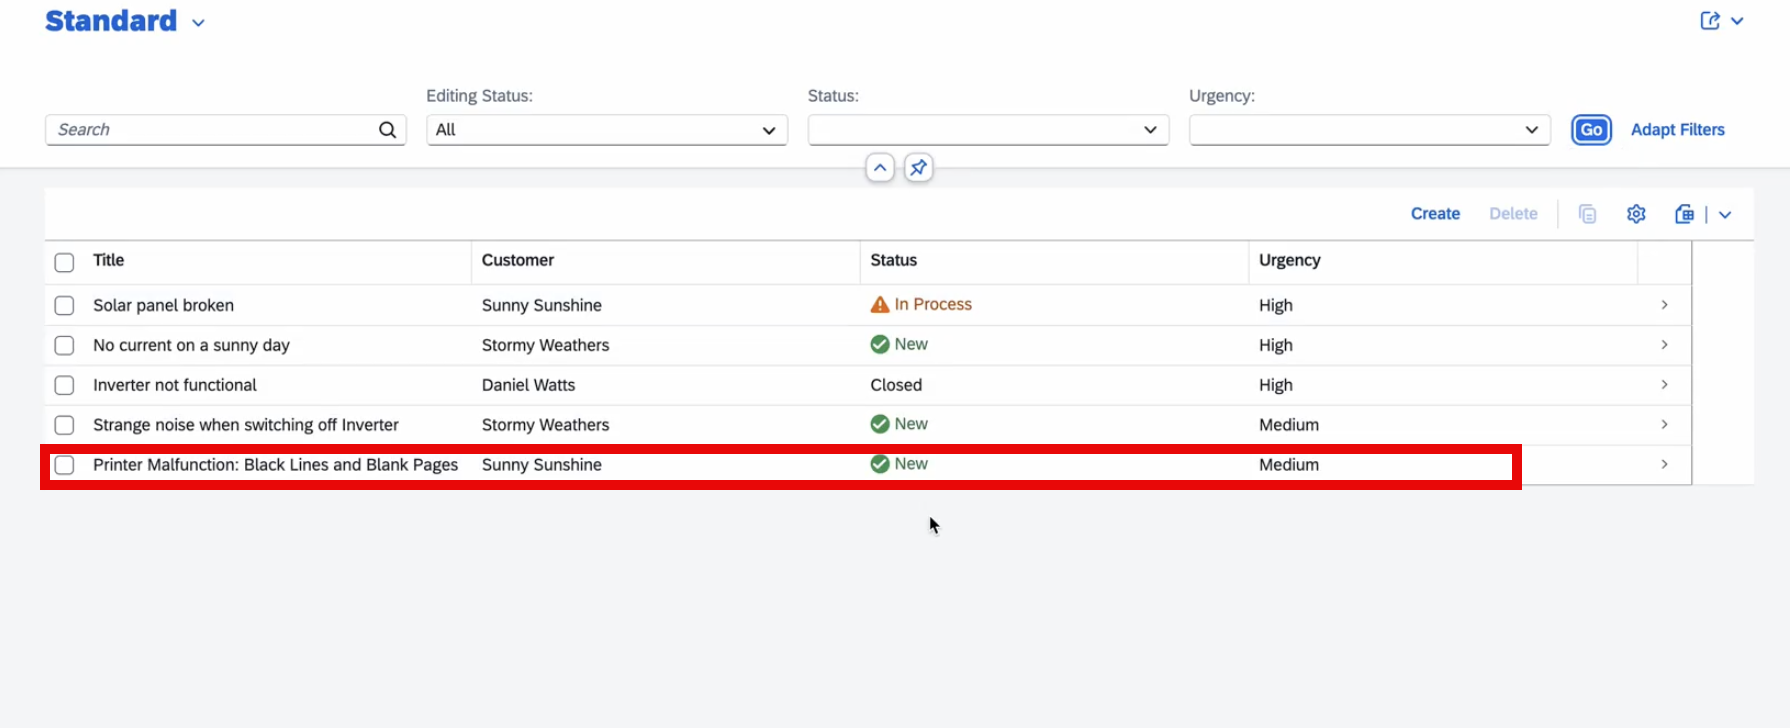 Standard
Editing Status:
Status:
Urgency:
Search
All
Go
Adapt Filters
Create
Delete
Title Customer Status Urgency
Solar panel broken Sunny Sunshine In Process High
No current on a sunny day Stormy Weathers New High
Inverter not functional Daniel Watts Closed High
Strange noise when switching off Inverter Stormy Weathers New Medium
Printer Malfunction: Black Lines and Blank Pages Sunny Sunshine New Medium